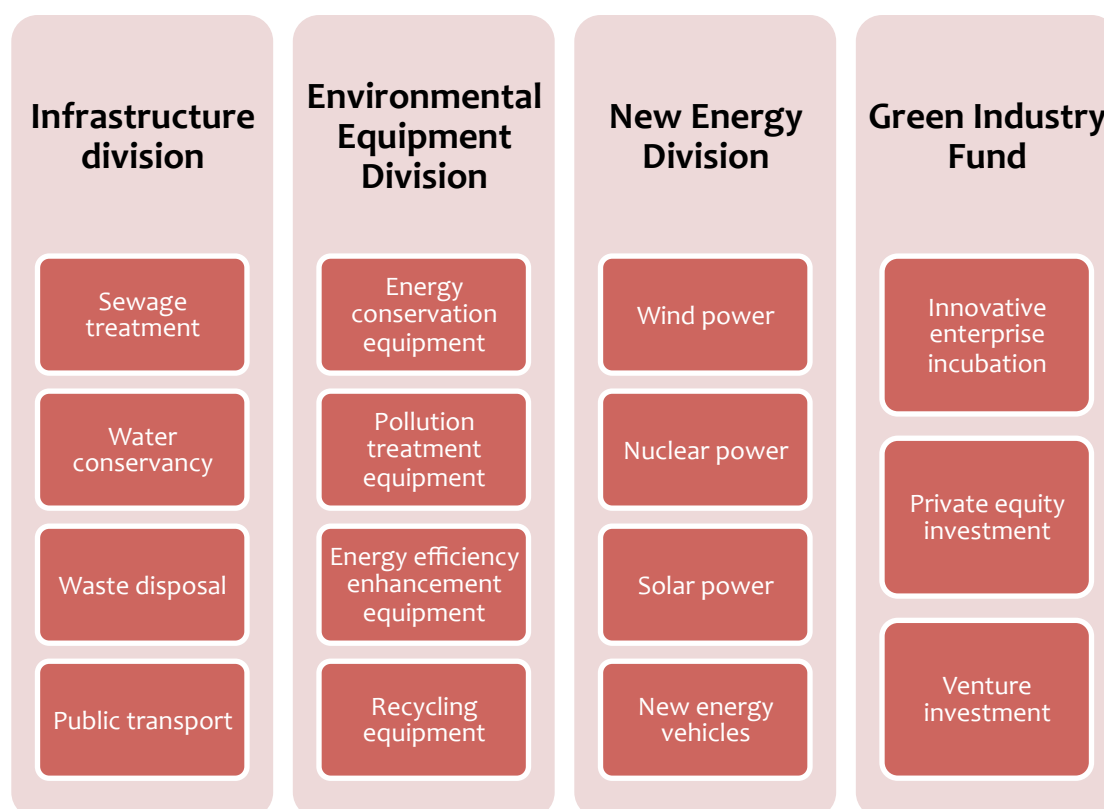 Infrastructure
division
Sewage
treatment
Water
conservancy
Waste disposal
Public transport
Environmental
Equipment
Division
Energy
conservation
equipment
Pollution
treatment
equipment
Energy efficiency
enhancement
equipment
Recycling
equipment
New Energy
Division
Wind power
Nuclear power
Solar power
New energy
vehicles
Green Industry
Fund
Innovative
enterprise
incubation
Private equity
investment
Venture
investment